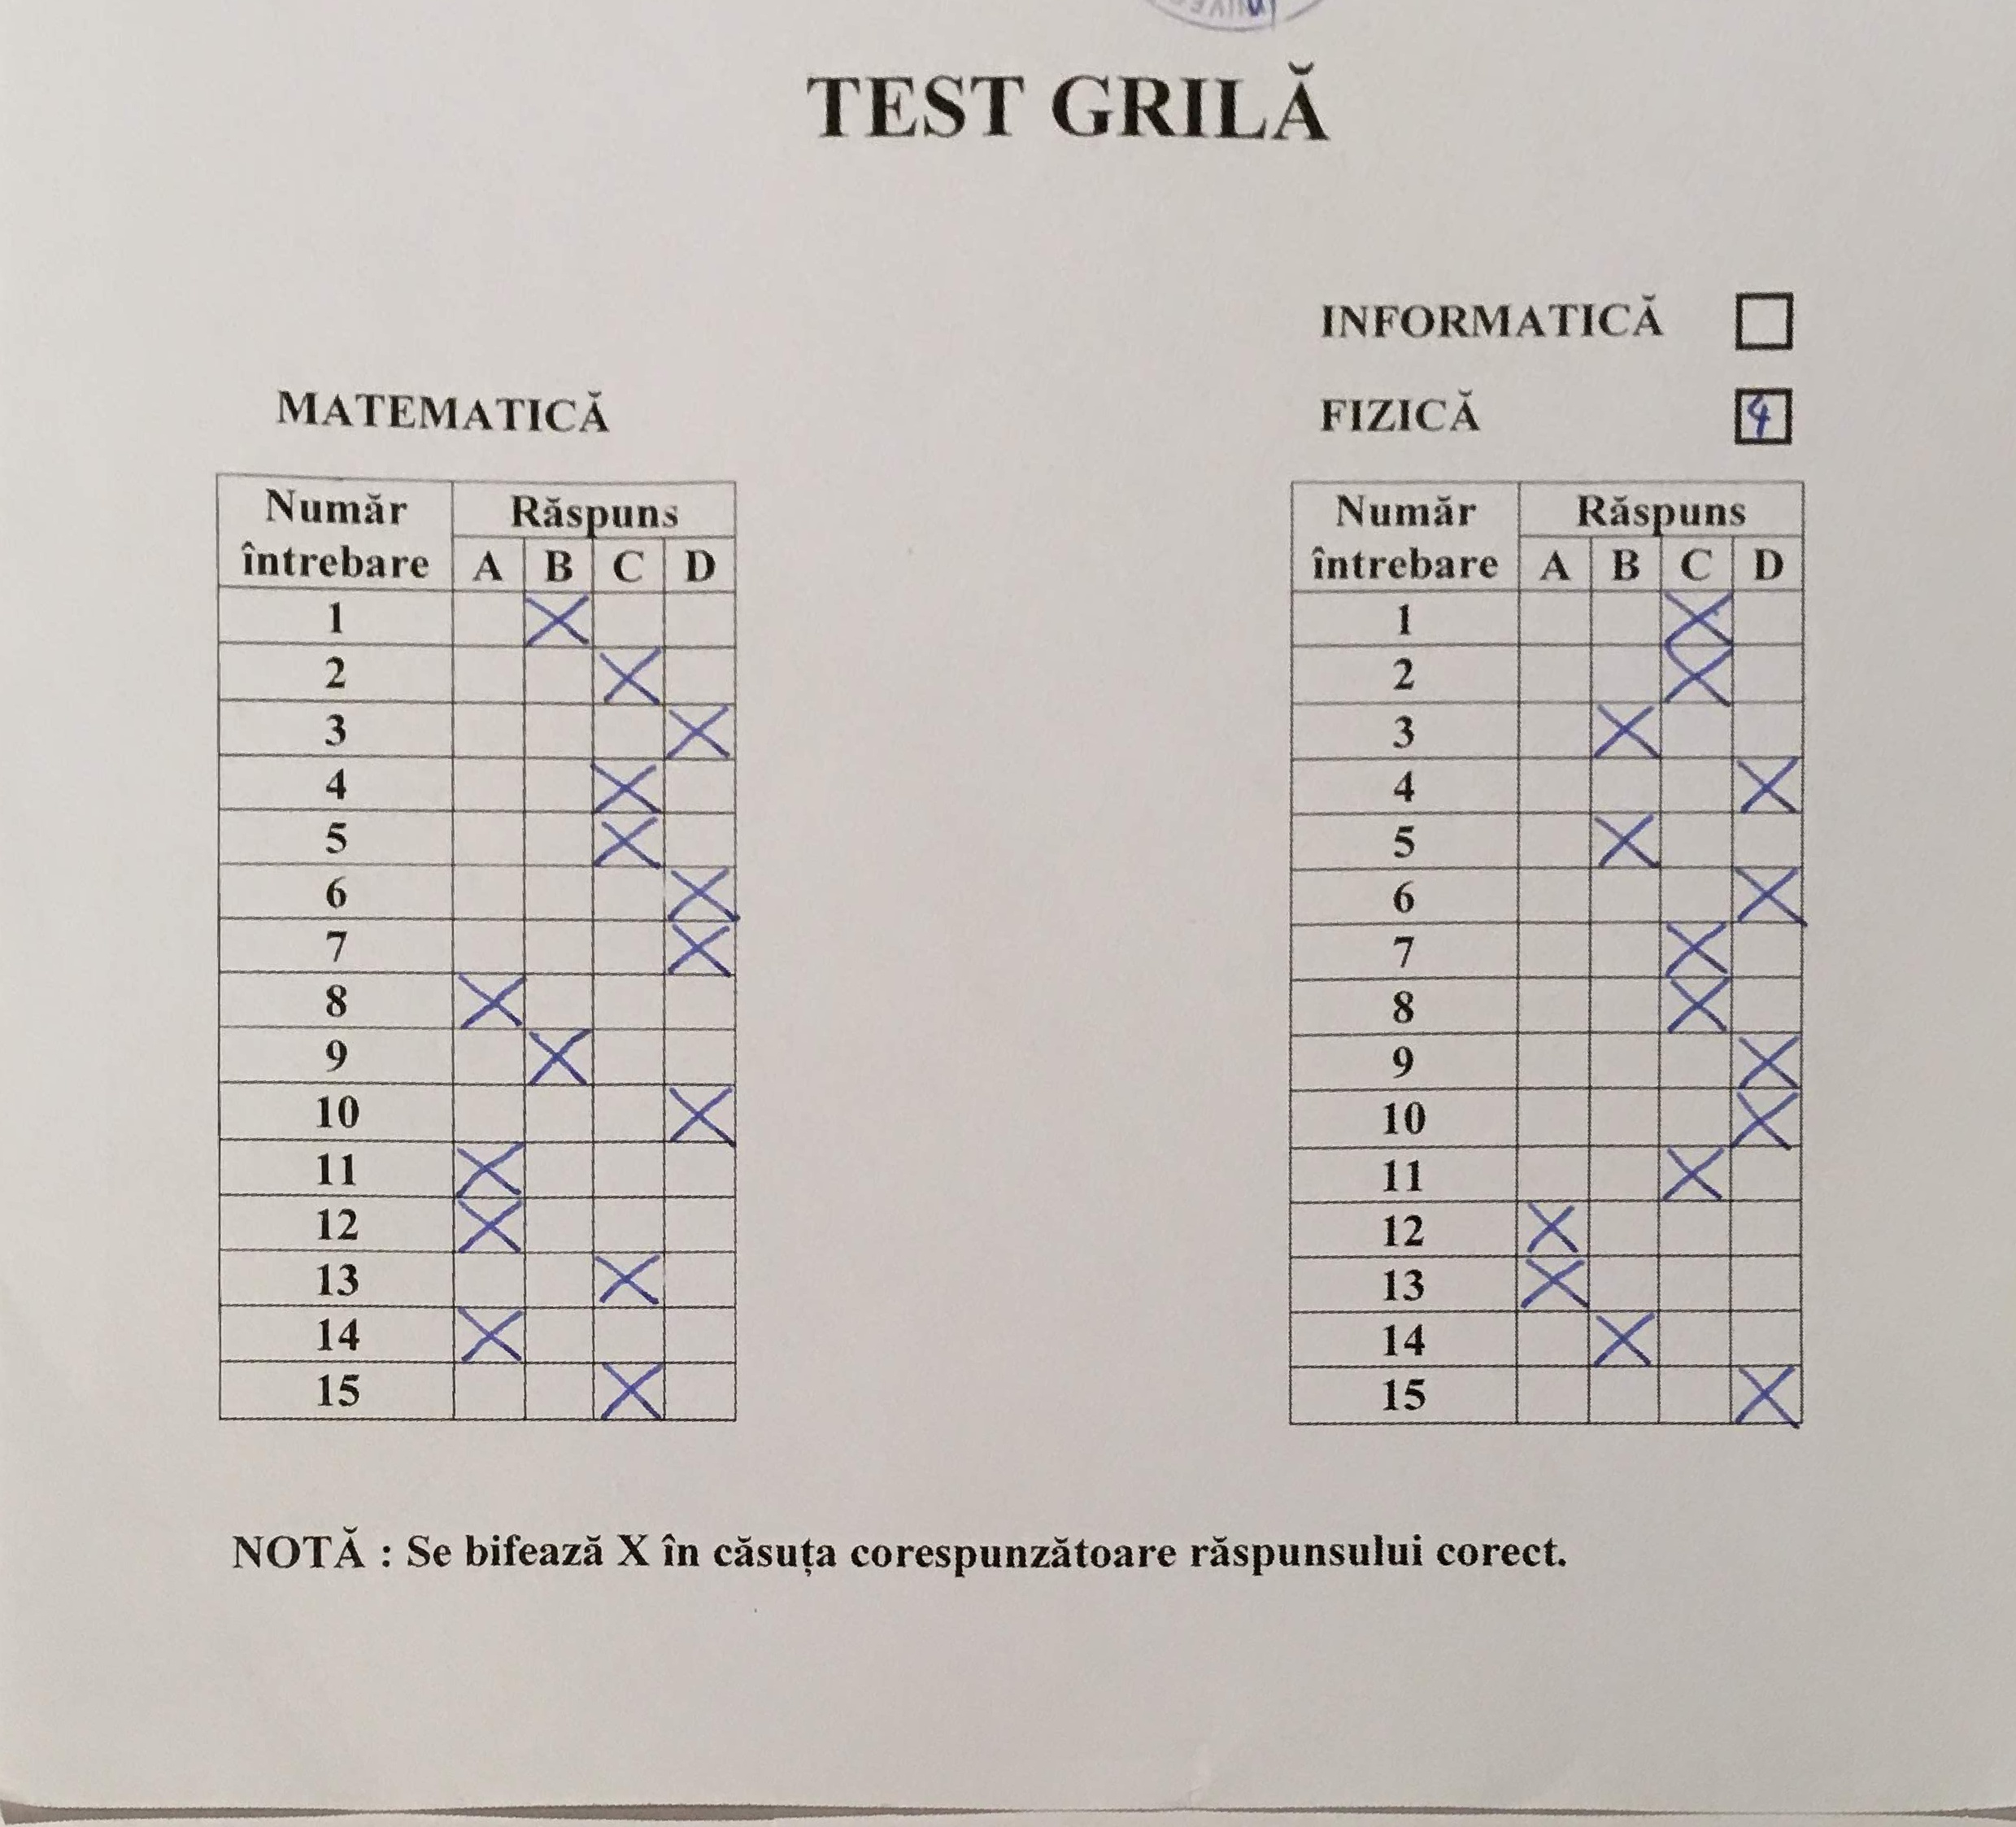 TEST GRILĂ
INFORMATICĂ
FIZICĂ 4
MATEMATICĂ
Număr întrebare Răspuns
A B C D
1 X
2 X
3 X
4 X
5 X
6 X
7 X
8 X
9 X
10 X
11 X
12 X
13 X
14 X
15 X
Număr întrebare Răspuns
A B C D
1 X
2 X
3 X
4 X
5 X
6 X
7 X
8 X
9 X
10 X
11 X
12 X
13 X
14 X
15 X
NOTĂ : Se bifează X în căsuța corespunzătoare răspunsului corect.